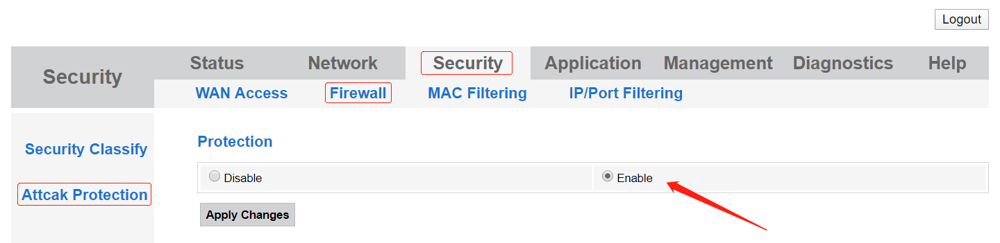 Logout
Security
Status Network Security Application Management Diagnostics Help
WAN Access Firewall MAC Filtering IP/Port Filtering
Security Classify
Attcak Protection
Protection
Disable Enable
Apply Changes